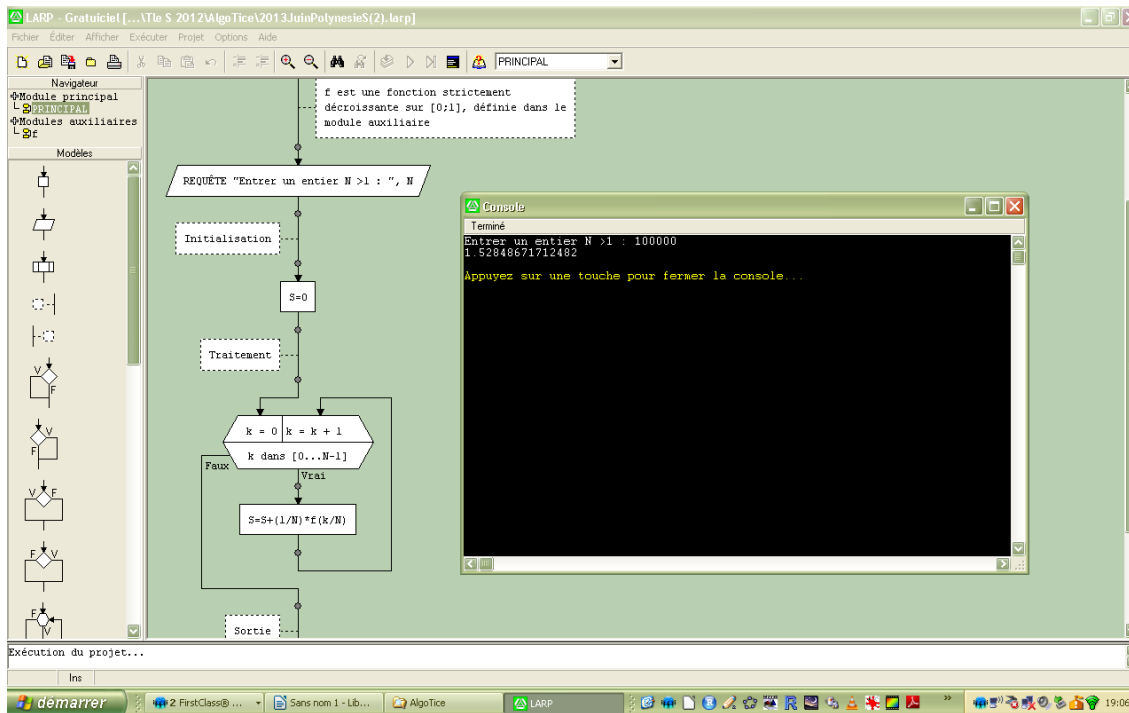 LARP - Gratuiciel [...\Tle S 2012\AlgoTice\2013JuinPolynesieS(2).larp]
Fichier Éditer Afficher Exécuter Projet Options Aide
PRINCIPAL
Navigateur
Module principal
PRINCIPAL
Modules auxiliaires
f
Modèles
V
F
V
F
V F
F V
F
V
f est une fonction strictement
décroissante sur [0;1], définie dans le
module auxiliaire
REQUÊTE "Entrer un entier N >1 : ", N
Initialisation
S=0
Traitement
k = 0 k = k + 1
k dans [0...N-1]
Faux
Vrai
S=S+(1/N)*f(k/N)
Sortie
Console
Terminé
Entrer un entier N >1 : 100000
1.52848671712482
Appuyez sur une touche pour fermer la console...
Exécution du projet...
Ins
démarrer
2 FirstClass® ...
Sans nom 1 - Lib...
AlgoTice
LARP
19:06